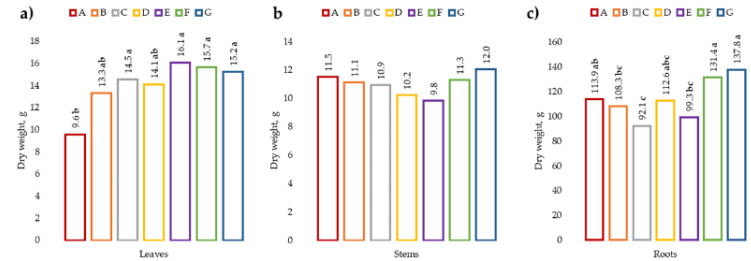 a)
A B C D E F G
Dry weight, g
18
16
14
12
10
8
6
4
2
0
9.6 b
13.3 ab
14.5 a
14.1 ab
16.1 a
15.7 a
15.2 a
Leaves
b)
A B C D E F G
Dry weight, g
14
12
10
8
6
4
2
0
11.5
11.1
10.9
10.2
9.8
11.3
12.0
Stems
c)
A B C D E F G
Dry weight, g
160
140
120
100
80
60
40
20
0
113.9 ab
108.3 bc
92.1 c
112.6 abc
99.3 bc
131.4 a
137.8 a
Roots